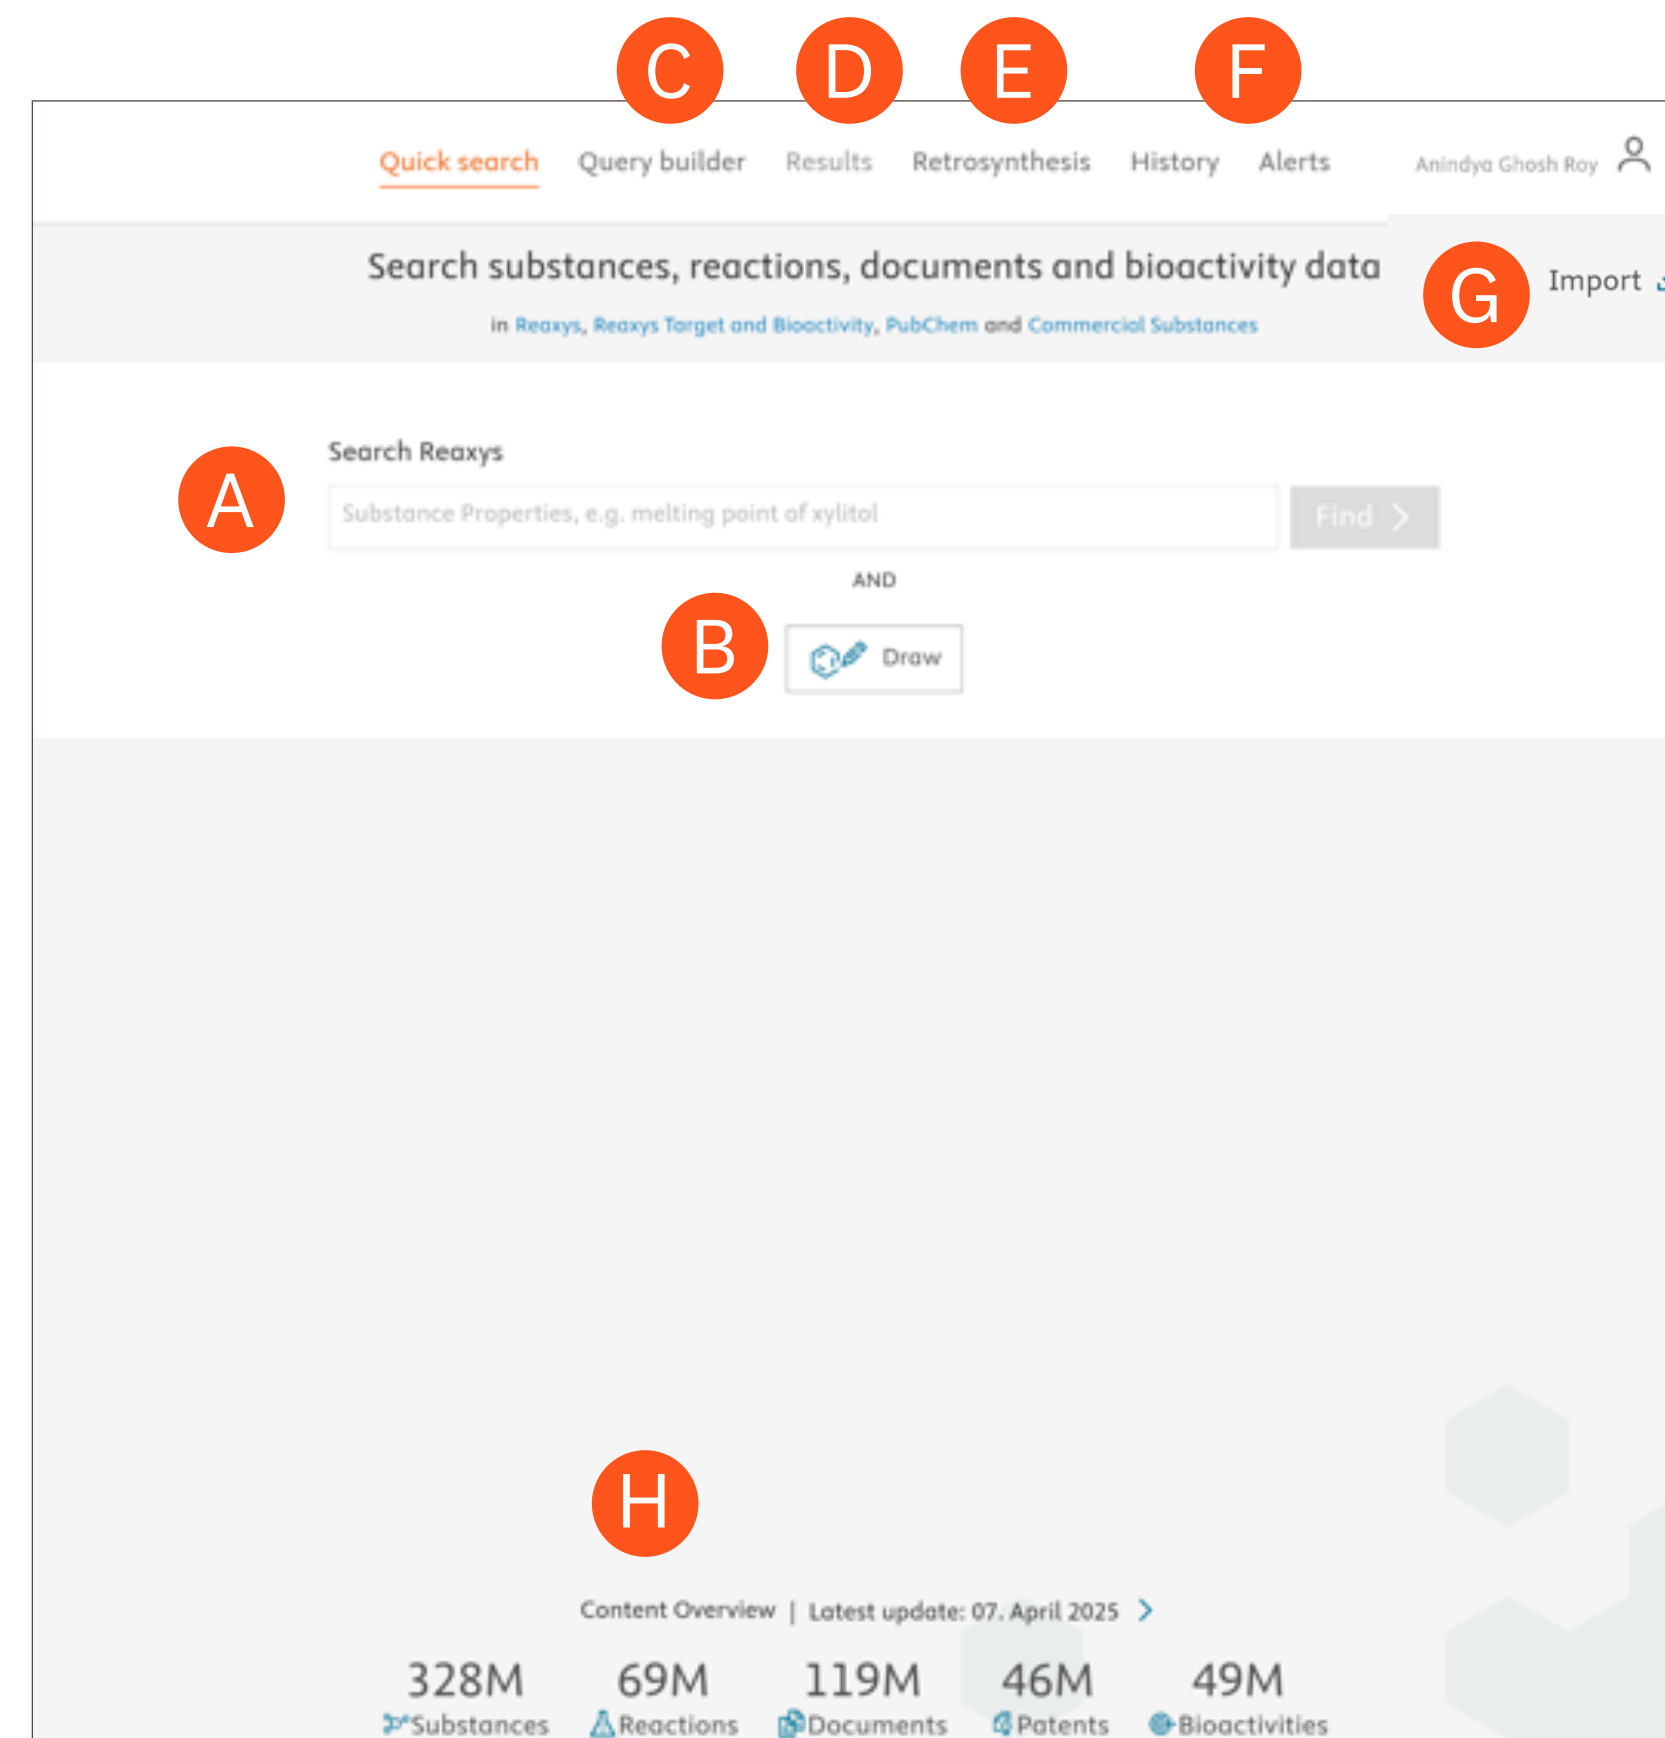 C D E F
Quick search Query builder Results Retrosynthesis History Alerts Anindya Ghosh Roy
Search substances, reactions, documents and bioactivity data
G Import
in Reaxys, Reaxys Target and Bioactivity, PubChem and Commercial Substances
Search Reaxys
A Substance Properties, e.g. melting point of xylitol Find
AND
B Draw
H
Content Overview | Latest update: 07. April 2025
328M 69M 119M 46M 49M
Substances Reactions Documents Patents Bioactivities